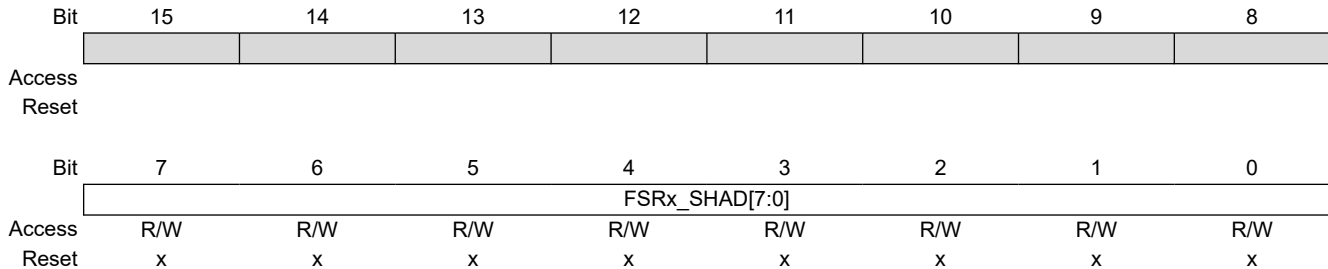 Bit 15 14 13 12 11 10 9 8
Access
Reset
Bit 7 6 5 4 3 2 1 0
FSRx_SHAD[7:0]
Access R/W R/W R/W R/W R/W R/W R/W R/W
Reset x x x x x x x x